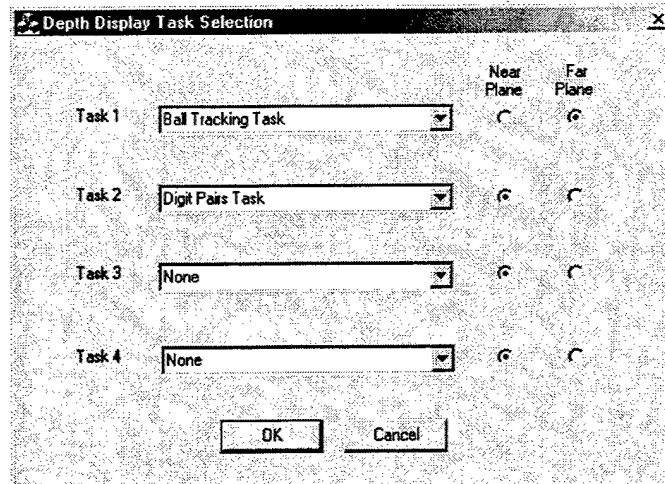 Depth Display Task Selection
Near Plane
Far Plane
Task 1 Ball Tracking Task
Task 2 Digit Pairs Task
Task 3 None
Task 4 None
OK Cancel